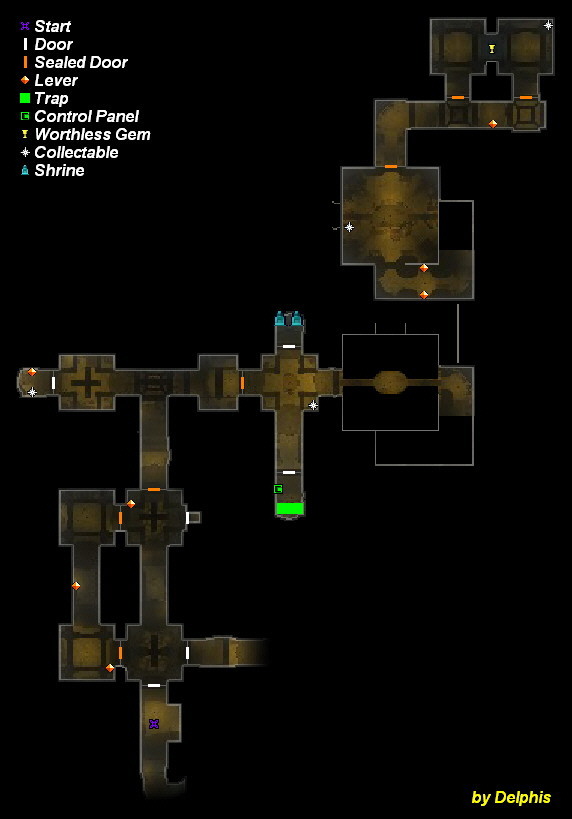 Start
Door
Sealed Door
Lever
Trap
Control Panel
Worthless Gem
Collectable
Shrine
by Delphis